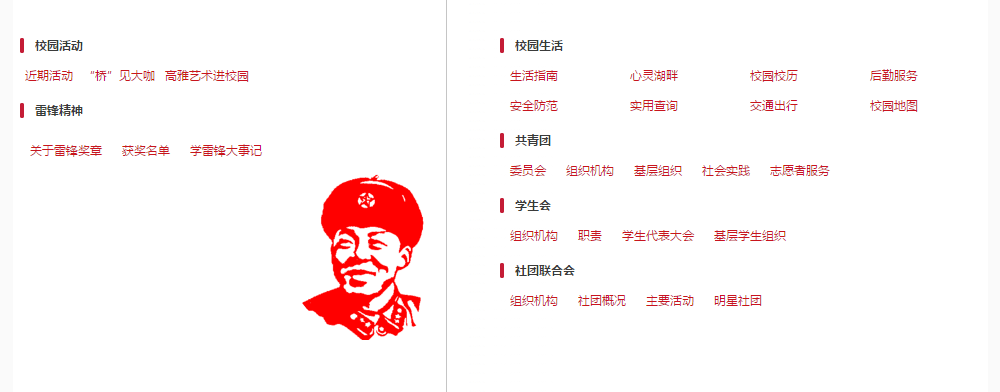 校园活动
近期活动 “桥”见大咖 高雅艺术进校园
雷锋精神
关于雷锋奖章 获奖名单 学雷锋大事记
校园生活
生活指南 心灵湖畔 校园校历 后勤服务
安全防范 实用查询 交通出行 校园地图
共青团
委员会 组织机构 基层组织 社会实践 志愿者服务
学生会
组织机构 职责 学生代表大会 基层学生组织
社团联合会
组织机构 社团概况 主要活动 明星社团